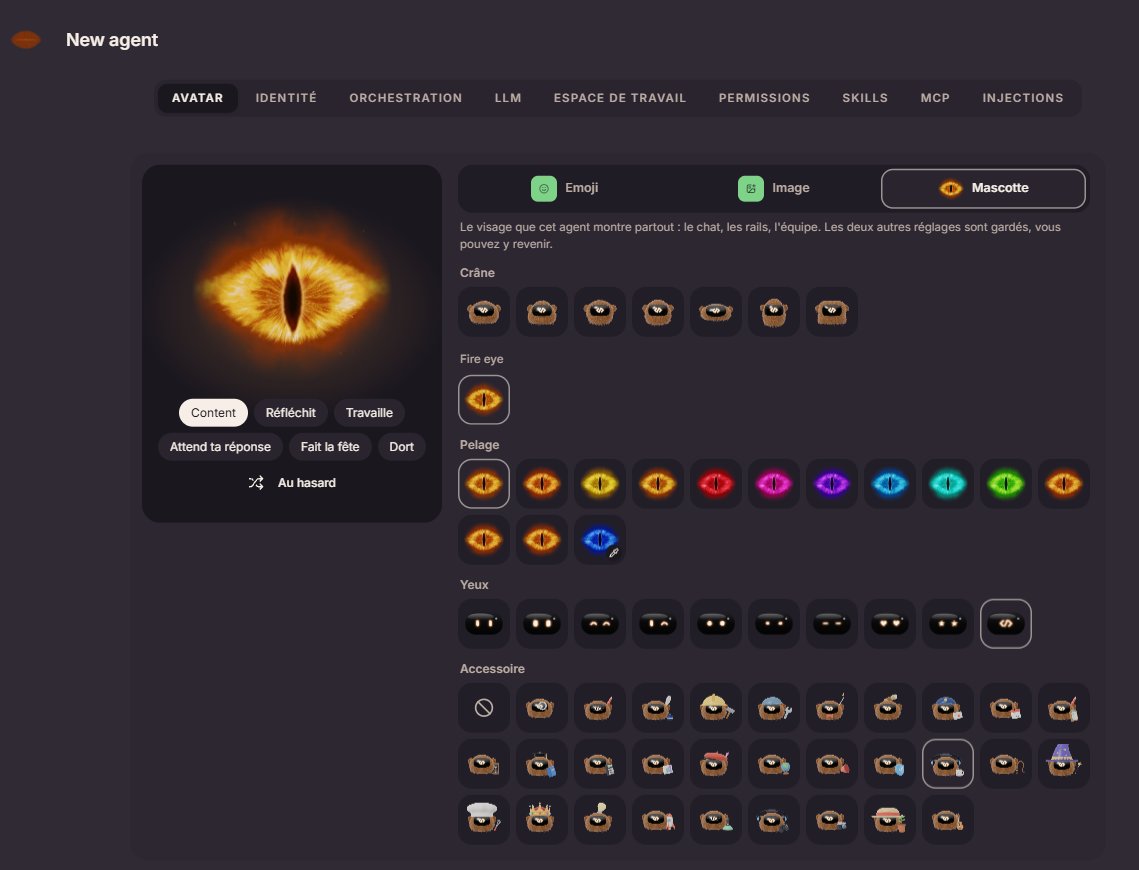 New agent
AVATAR IDENTITÉ ORCHESTRATION LLM ESPACE DE TRAVAIL PERMISSIONS SKILLS MCP INJECTIONS
Emoji Image Mascotte
Le visage que cet agent montre partout : le chat, les rails, l'équipe. Les deux autres réglages sont gardés, vous
pouvez y revenir.
Crâne
Fire eye
Content Réfléchit Travaille
Attend ta réponse Fait la fête Dort
Au hasard
Pelage
Yeux
Accessoire